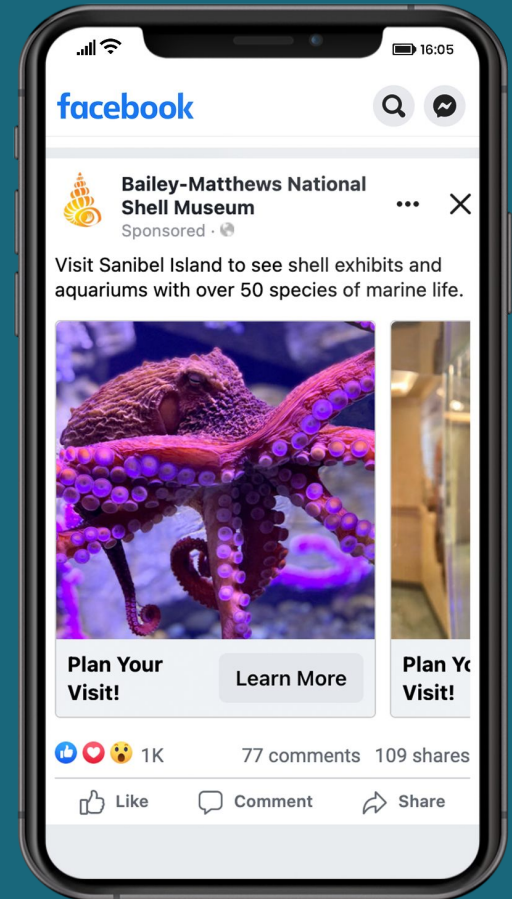 16:05
facebook
Bailey-Matthews National
Shell Museum
Sponsored ·
Visit Sanibel Island to see shell exhibits and
aquariums with over 50 species of marine life.
Plan Your
Visit!
Learn More
Plan Yo
Visit!
1K
77 comments
109 shares
Like
Comment
Share